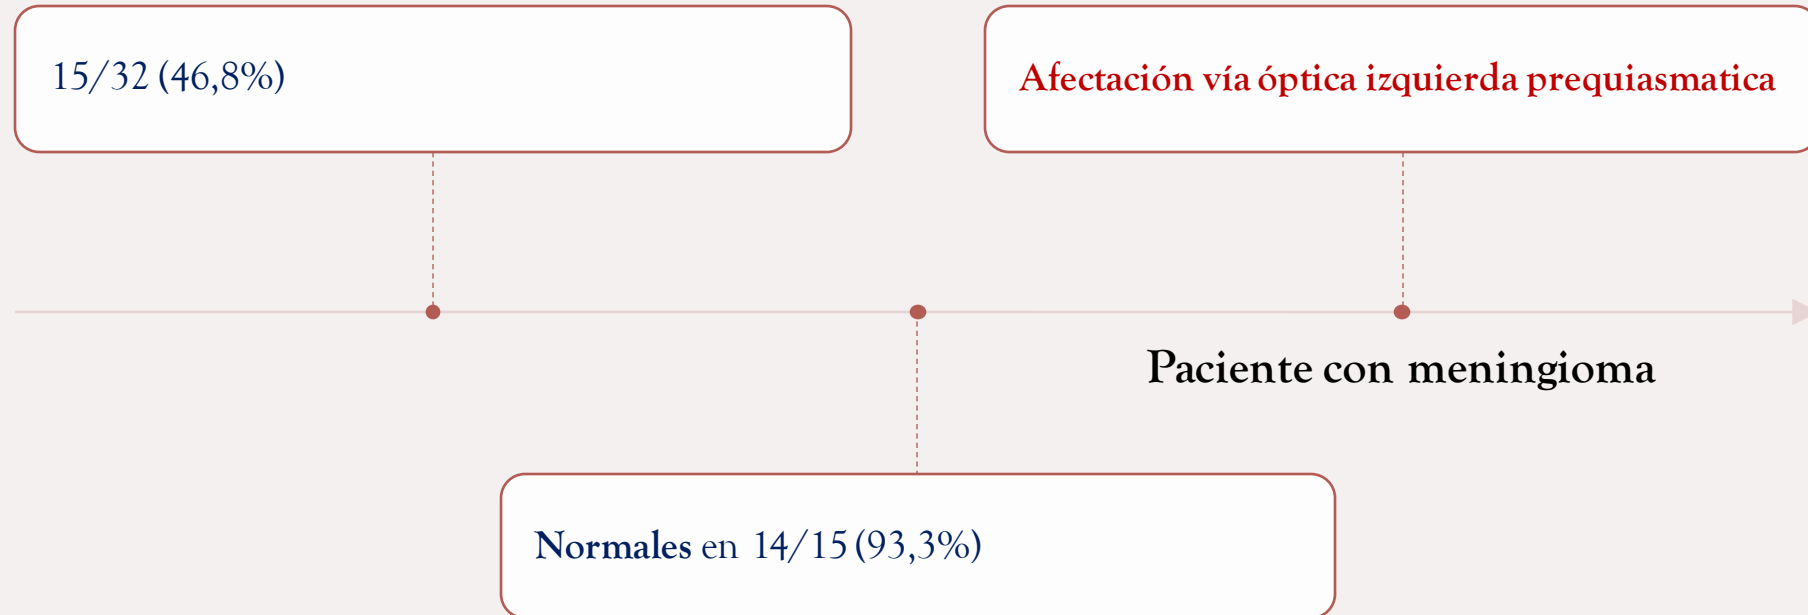 15/32 (46,8%)
Afectación vía óptica izquierda prequiasmatica
Paciente con meningioma
Normales en 14/15 (93,3%)